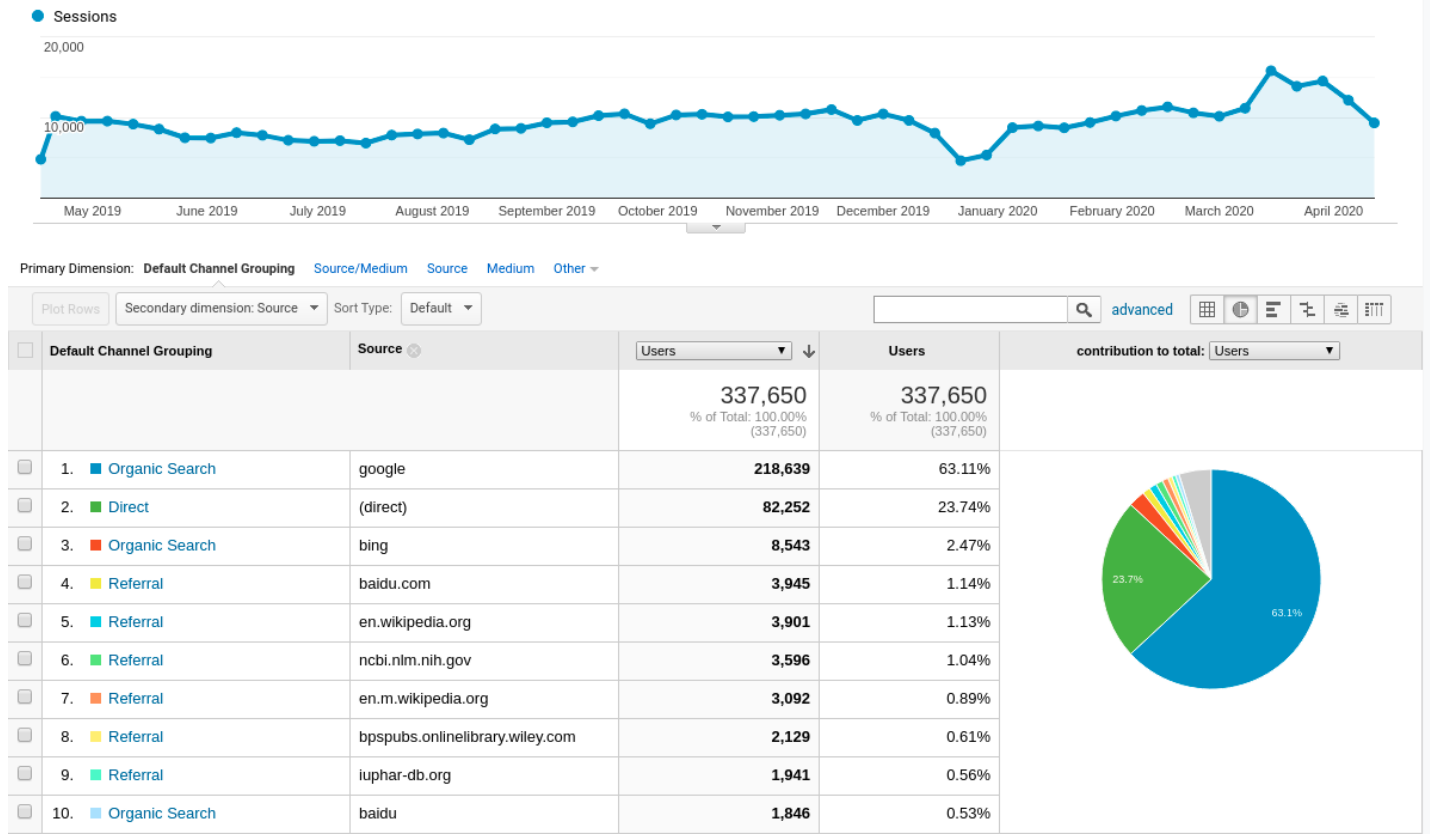 Sessions
20,000
10,000
May 2019 June 2019 July 2019 August 2019 September 2019 October 2019 November 2019 December 2019 January 2020 February 2020 March 2020 April 2020
Primary Dimension: Default Channel Grouping Source/Medium Source Medium Other
Plot Rows Secondary dimension: Source Sort Type: Default advanced
Default Channel Grouping Source Users Users contribution to total: Users
337,650 337,650
% of Total: 100.00% % of Total: 100.00%
(337,650) (337,650)
1. Organic Search google 218,639 63.11%
2. Direct (direct) 82,252 23.74%
3. Organic Search bing 8,543 2.47%
4. Referral baidu.com 3,945 1.14%
5. Referral en.wikipedia.org 3,901 1.13%
6. Referral ncbi.nlm.nih.gov 3,596 1.04%
7. Referral en.m.wikipedia.org 3,092 0.89%
8. Referral bpspubs.onlinelibrary.wiley.com 2,129 0.61%
9. Referral iuphar-db.org 1,941 0.56%
10. Organic Search baidu 1,846 0.53%
23.7%
63.1%